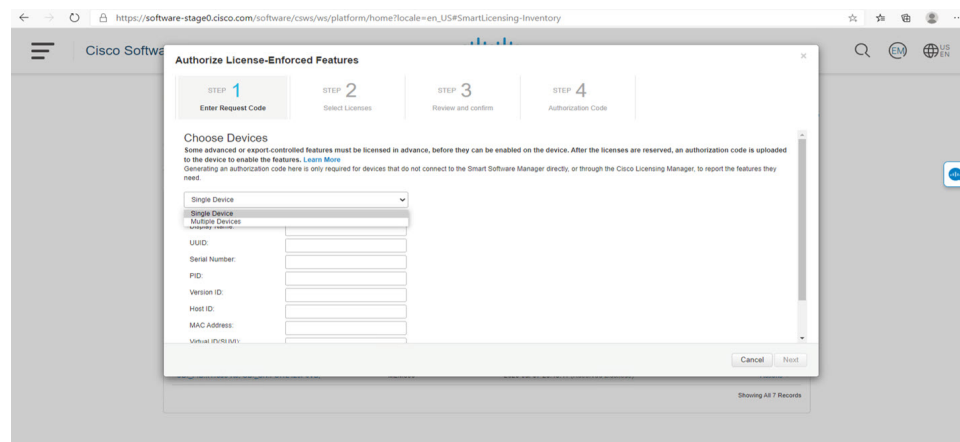 https://software-stage0.cisco.com/software/csws/ws/platform/home?locale=en_US#SmartLicensing-Inventory
Cisco Softwa
EM
US
EN
Authorize License-Enforced Features
×
STEP 1
Enter Request Code
STEP 2
Select Licenses
STEP 3
Review and confirm
STEP 4
Authorization Code
Choose Devices
Some advanced or export-controlled features must be licensed in advance, before they can be enabled on the device. After the licenses are reserved, an authorization code is uploaded
to the device to enable the features. Learn More
Generating an authorization code here is only required for devices that do not connect to the Smart Software Manager directly, or through the Cisco Licensing Manager, to report the features they
need.
Single Device
Single Device
Multiple Devices
Display Name:
UUID:
Serial Number:
PID:
Version ID:
Host ID:
MAC Address:
Virtual ID(SUVI):
Cancel
Next
Showing All 7 Records